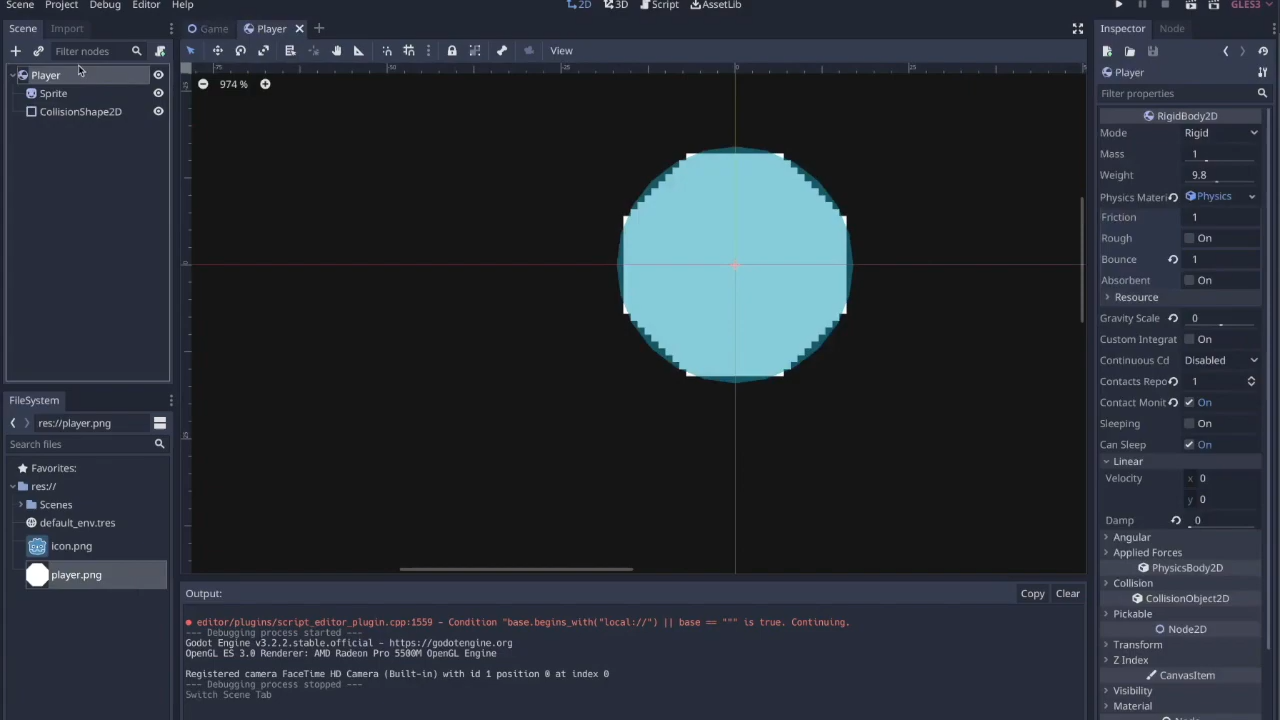 Scene Project Debug Editor Help
2D 3D Script AssetLib
GLES3
Scene Import
Filter nodes
Player
Sprite
CollisionShape2D
FileSystem
res://player.png
Search files
Favorites:
res://
Scenes
default_env.tres
icon.png
player.png
Game Player
View
974 %
-75 -25 0 25
Output: Copy Clear
editor/plugins/script_editor_plugin.cpp:1559 - Condition "base.begins_with("local://") || base == """ is true. Continuing.
--- Debugging process started ---
Godot Engine v3.2.2.stable.official - https://godotengine.org
OpenGL ES 3.0 Renderer: AMD Radeon Pro 5500M OpenGL Engine
Registered camera FaceTime HD Camera (Built-in) with id 1 position 0 at index 0
--- Debugging process stopped ---
Switch Scene Tab
Inspector Node
Player
Filter properties
RigidBody2D
Mode Rigid
Mass 1
Weight 9.8
Physics Materi Physics
Friction 1
Rough On
Bounce 1
Absorbent On
Resource
Gravity Scale 0
Custom Integrat On
Continuous Cd Disabled
Contacts Repo 1
Contact Monit On
Sleeping On
Can Sleep On
Linear
Velocity x 0
y 0
Damp 0
Angular
Applied Forces
PhysicsBody2D
Collision
CollisionObject2D
Pickable
Node2D
Transform
Z Index
CanvasItem
Visibility
Material